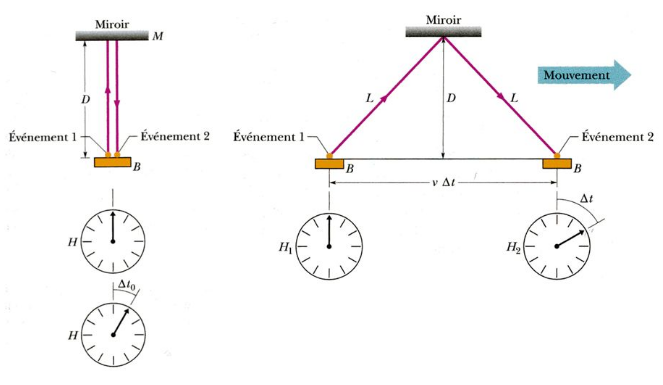 Miroir
M
D
Événement 1
Événement 2
B
H
Δt₀
H
Miroir
Mouvement
L
D
L
Événement 1
Événement 2
B
B
v Δt
Δt
H₁
H₂